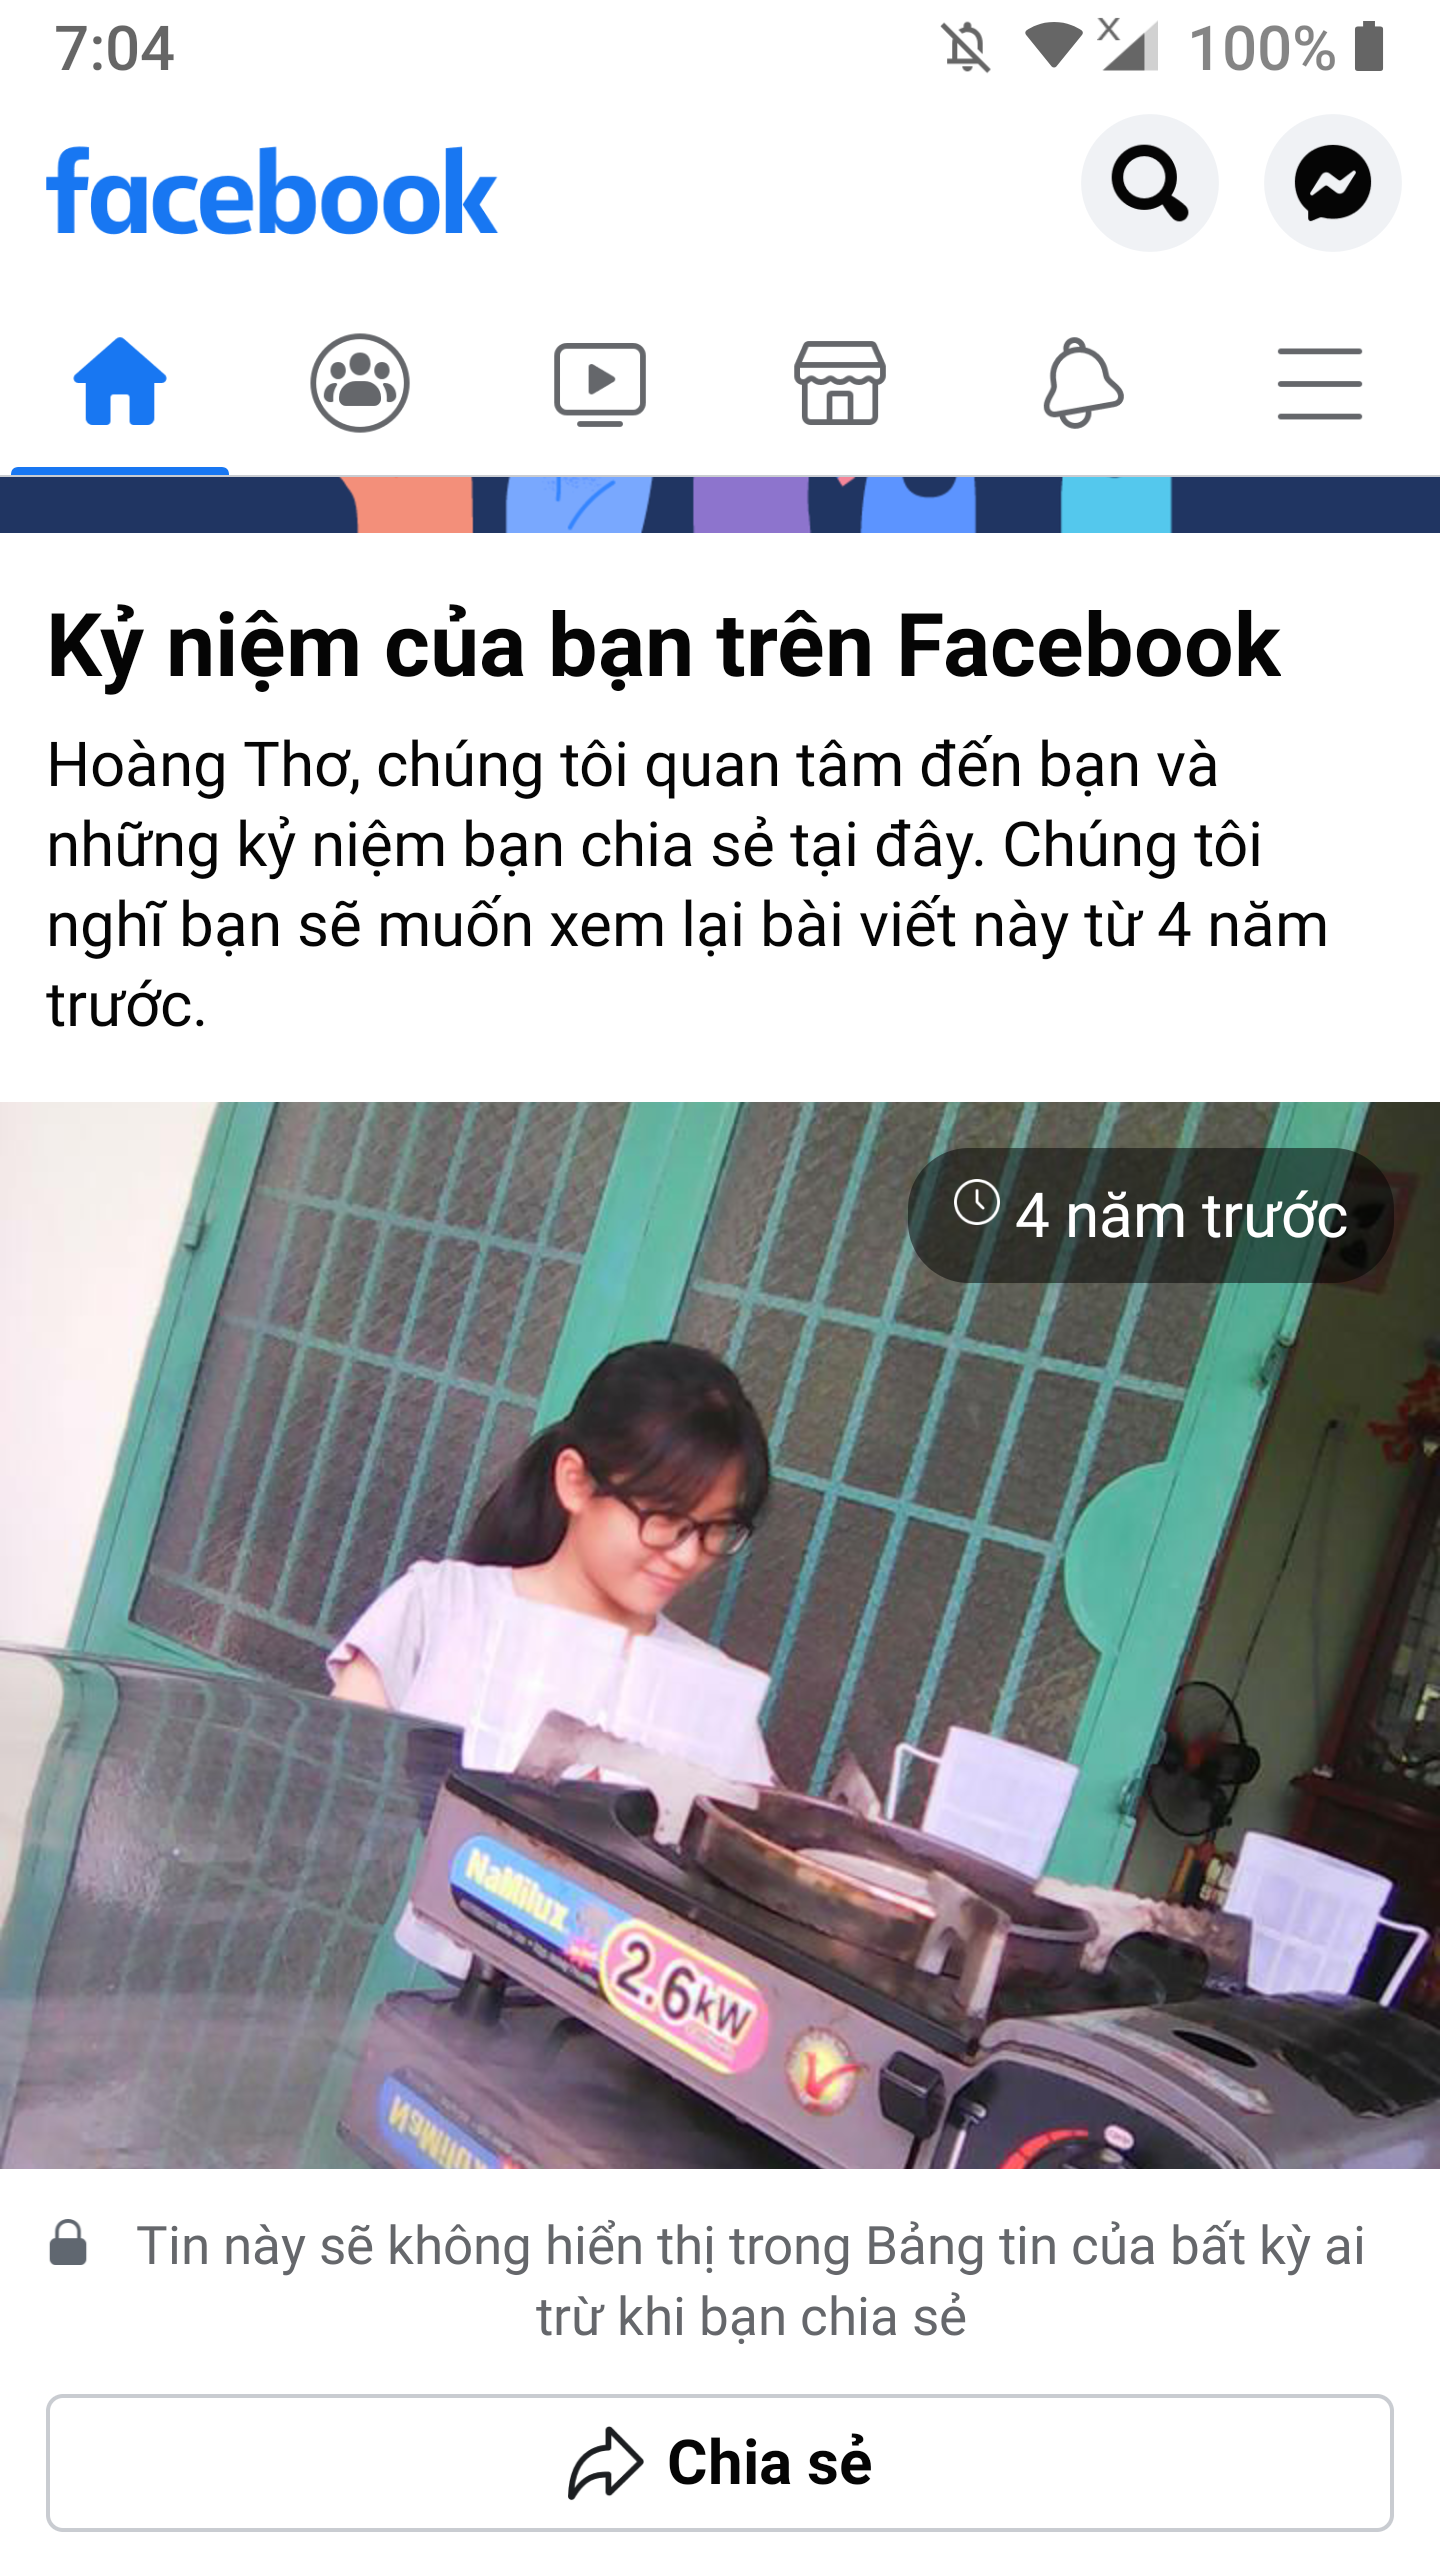 7:04
100%
facebook
Kỷ niệm của bạn trên Facebook
Hoàng Thơ, chúng tôi quan tâm đến bạn và
những kỷ niệm bạn chia sẻ tại đây. Chúng tôi
nghĩ bạn sẽ muốn xem lại bài viết này từ 4 năm
trước.
4 năm trước
NaMilux
2.6kW
NaMilux
Tin này sẽ không hiển thị trong Bảng tin của bất kỳ ai
trừ khi bạn chia sẻ
Chia sẻ